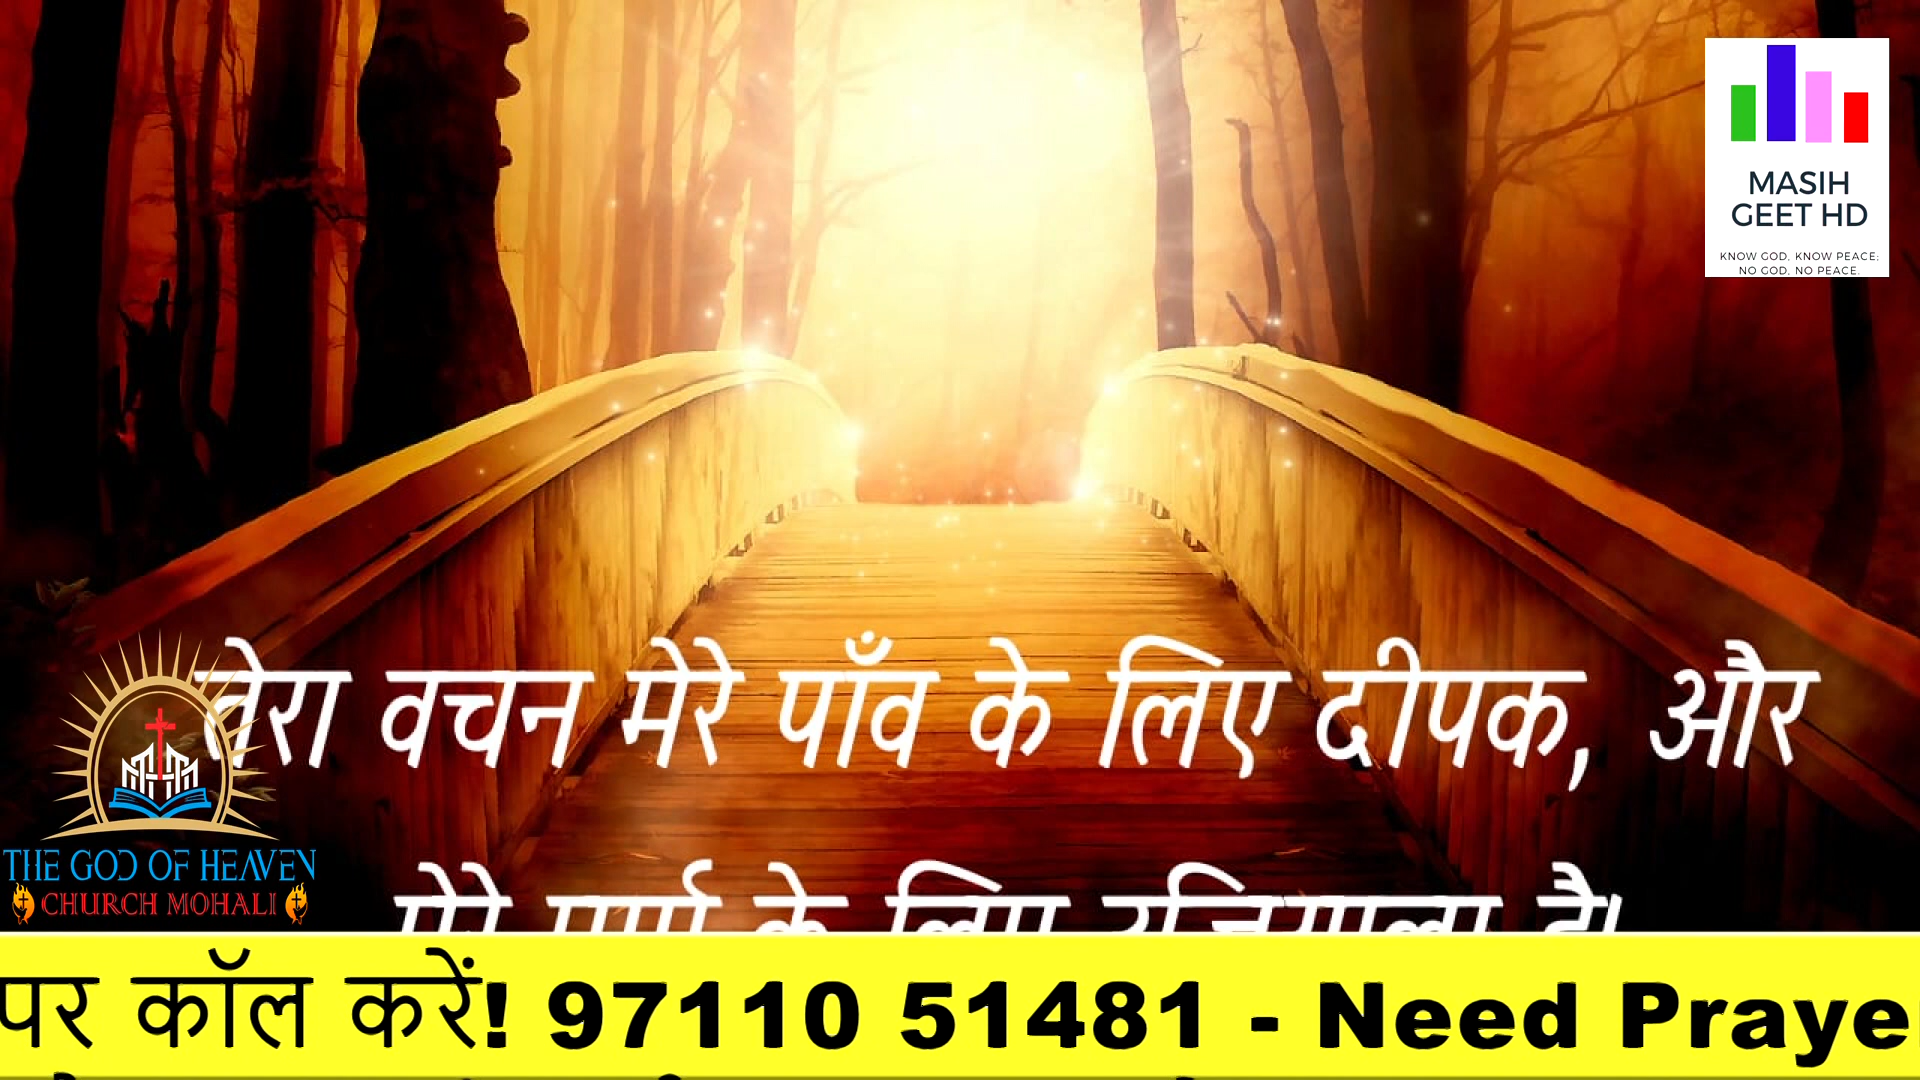 MASIH
GEET HD
KNOW GOD, KNOW PEACE;
NO GOD, NO PEACE.
तेरा वचन मेरे पाँव के लिए दीपक, और
मेरे मार्ग के लिए उजियाला है!
THE GOD OF HEAVEN
CHURCH MOHALI
पर कॉल करें! 97110 51481 - Need Praye